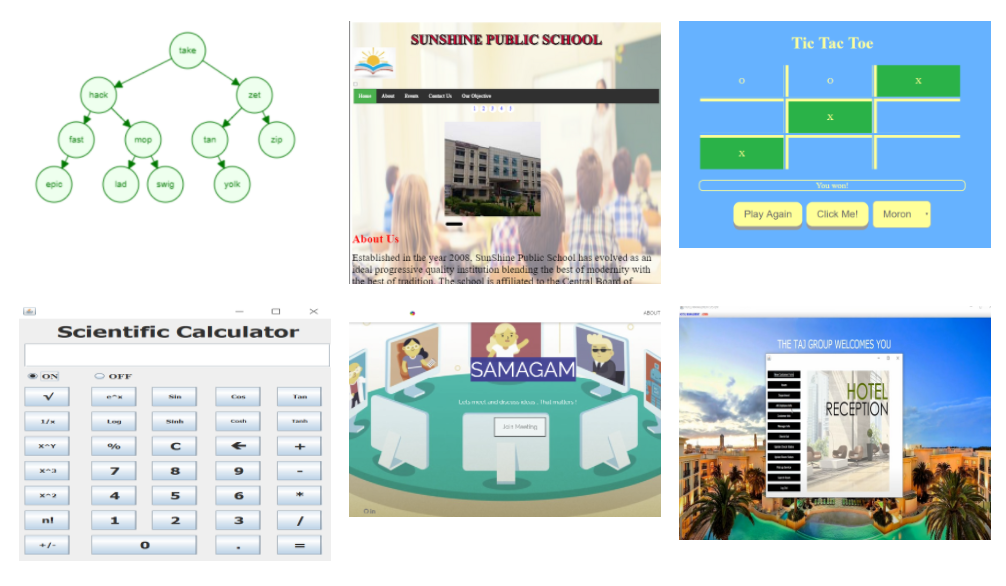 take
hack
zet
fast
mop
tan
zip
epic
lad
swig
yolk
SUNSHINE PUBLIC SCHOOL
Home About Events Contact Us Our Objective
1 2 3 4 5
About Us
Established in the year 2008, SunShine Public School has evolved as an
ideal progressive quality institution blending the best of modernity with
the best of tradition. The school is affiliated to the Central Board of
Tic Tac Toe
o o x
x
x
You won!
Play Again Click Me! Moron
Scientific Calculator
ON OFF
√ e^x Sin Cos Tan
1/x Log Sinh Cosh Tanh
X^Y % C ← +
X^3 7 8 9 -
X^2 4 5 6 *
n! 1 2 3 /
+/- 0 . =
ABOUT
SAMAGAM
Lets meet and discuss ideas.. That matters !
Join Meeting
THE TAJ GROUP WELCOMES YOU
HOTEL
RECEPTION